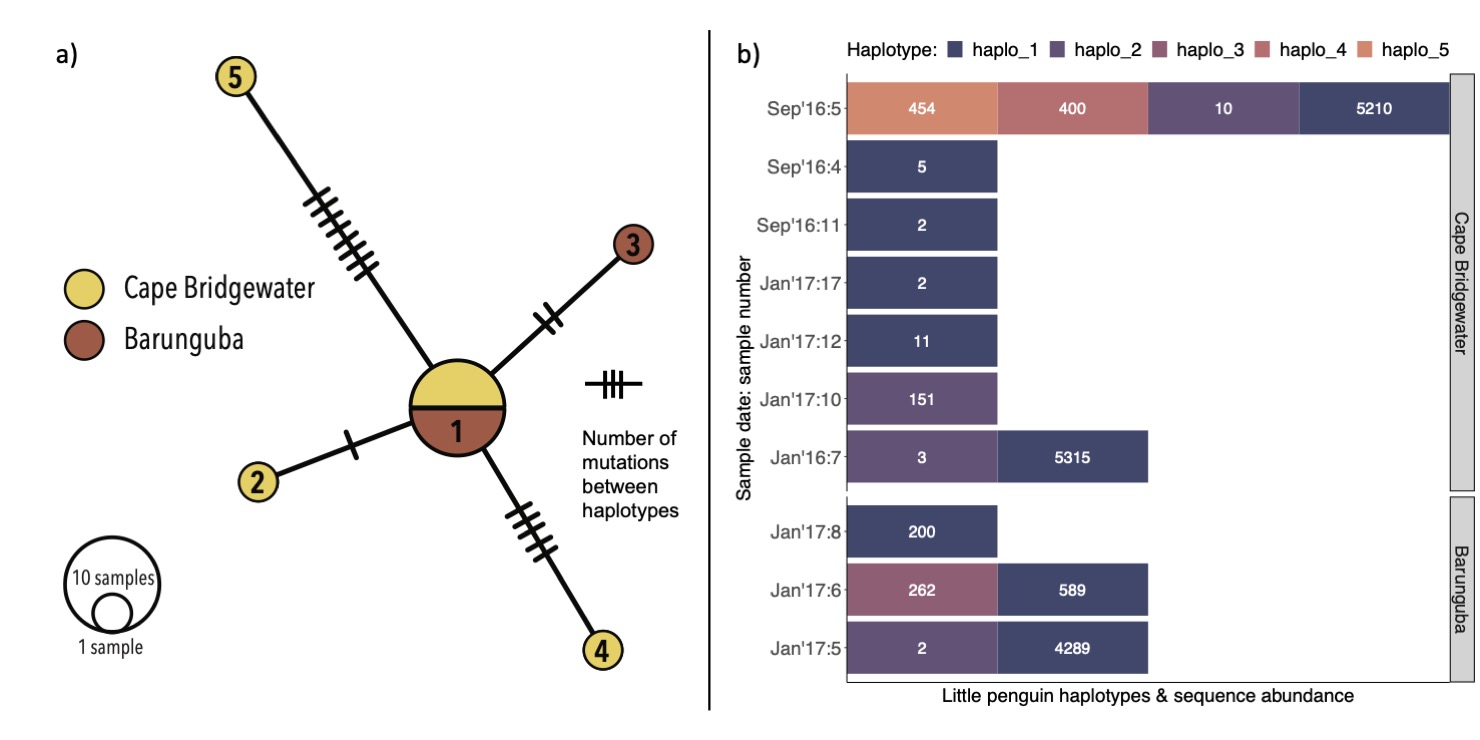 a)
5
3
Cape Bridgewater
Barunguba
1
2
Number of
mutations
between
haplotypes
10 samples
1 sample
4
b)
Haplotype: haplo_1 haplo_2 haplo_3 haplo_4 haplo_5
Sample date: sample number
Sep'16:5 454 400 10 5210
Sep'16:4 5
Sep'16:11 2
Jan'17:17 2
Jan'17:12 11
Jan'17:10 151
Jan'16:7 3 5315
Cape Bridgewater
Jan'17:8 200
Jan'17:6 262 589
Jan'17:5 2 4289
Barunguba
Little penguin haplotypes & sequence abundance